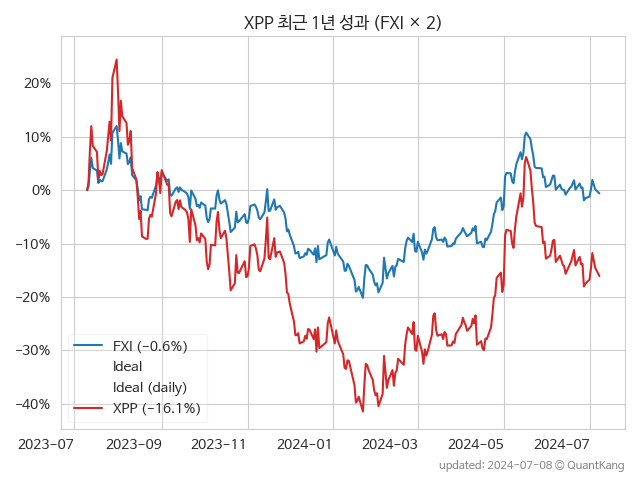 XPP 최근 1년 성과 (FXI × 2)
20%
10%
0%
−10%
−20%
−30%
−40%
FXI (−0.6%)
Ideal
Ideal (daily)
XPP (−16.1%)
2023-07 2023-09 2023-11 2024-01 2024-03 2024-05 2024-07
updated: 2024-07-08 © QuantKang